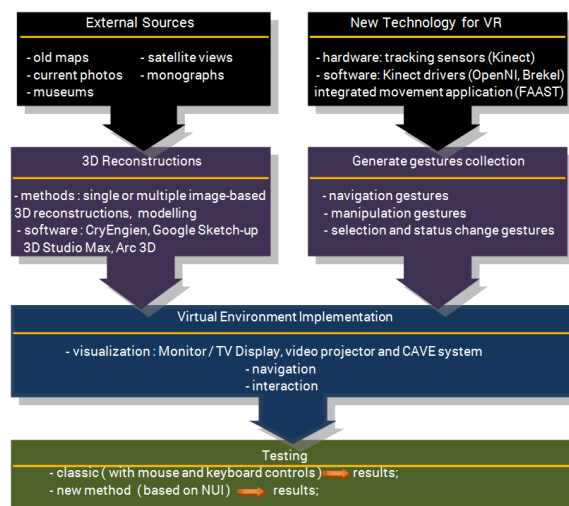 External Sources
- old maps - satellite views
- current photos - monographs
- museums
New Technology for VR
- hardware: tracking sensors (Kinect)
- software: Kinect drivers (OpenNI, Brekel)
integrated movement application (FAAST)
3D Reconstructions
- methods : single or multiple image-based
3D reconstructions, modelling
- software : CryEngien, Google Sketch-up
3D Studio Max, Arc 3D
Generate gestures collection
- navigation gestures
- manipulation gestures
- selection and status change gestures
Virtual Environment Implementation
- visualization : Monitor / TV Display, video projector and CAVE system
- navigation
- interaction
Testing
- classic ( with mouse and keyboard controls ) results;
- new method ( based on NUI ) results;